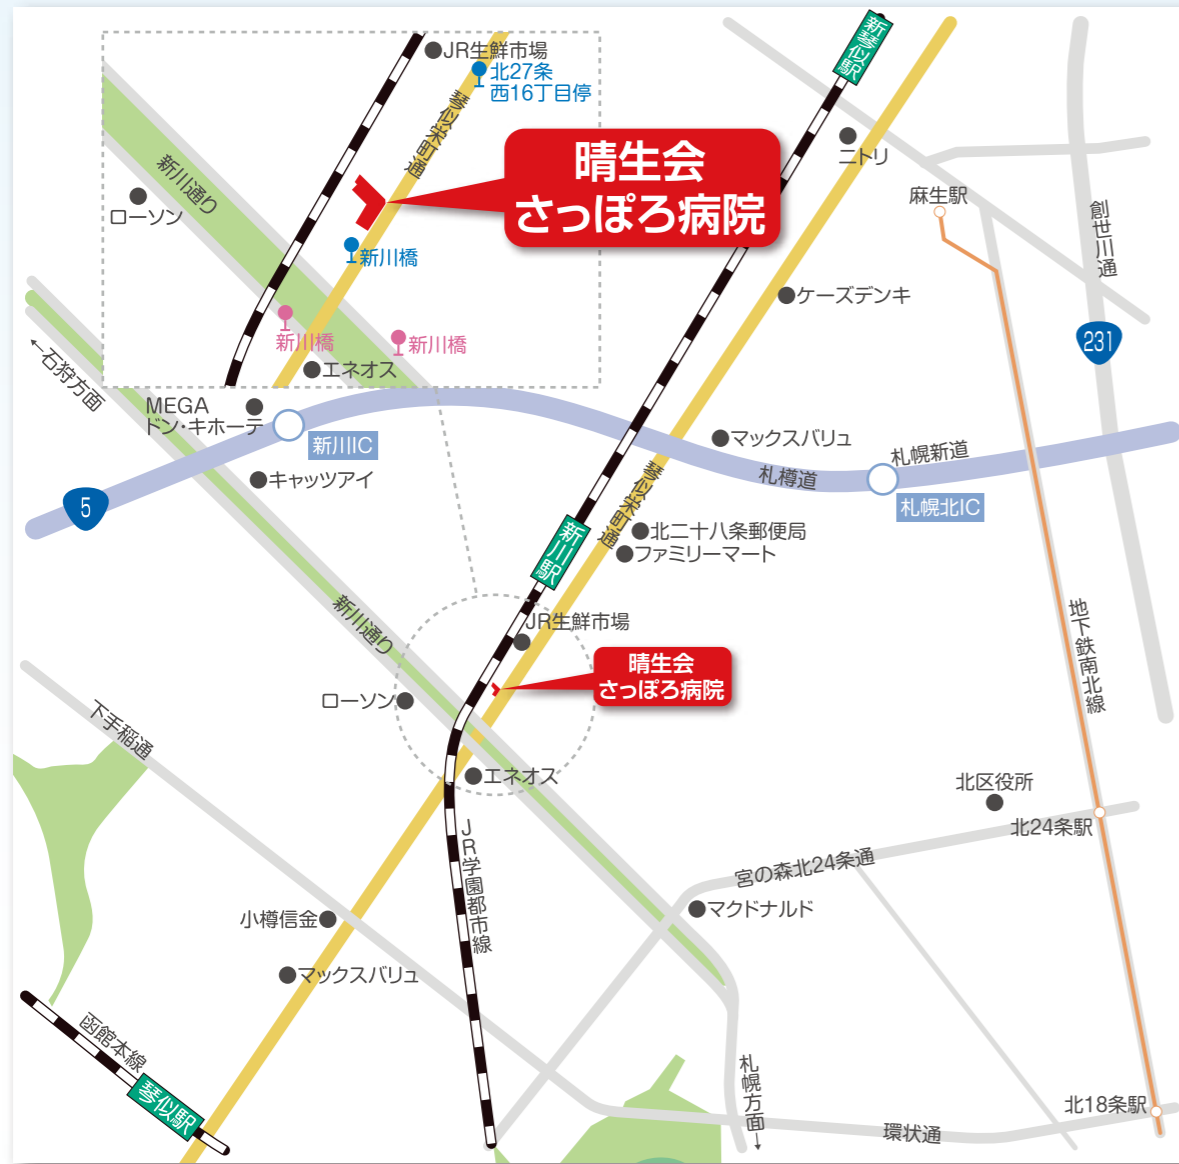 JR生鮮市場
北27条
西16丁目停
琴似栄町通
新川通り
ローソン
晴生会
さっぽろ病院
新川橋
新川橋
新川橋
エネオス
新琴似駅
ニトリ
麻生駅
創世川通
231
ケーズデンキ
←石狩方面
MEGA
ドン・キホーテ
新川IC
キャッツアイ
5
マックスバリュ
札樽道
札幌新道
札幌北IC
琴似栄町通
北二十八条郵便局
ファミリーマート
新川駅
新川通り
JR生鮮市場
晴生会
さっぽろ病院
ローソン
エネオス
地下鉄南北線
下手稲通
北区役所
北24条駅
宮の森北24条通
マクドナルド
JR学園都市線
小樽信金
マックスバリュ
函館本線
琴似駅
札幌方面→
環状通
北18条駅